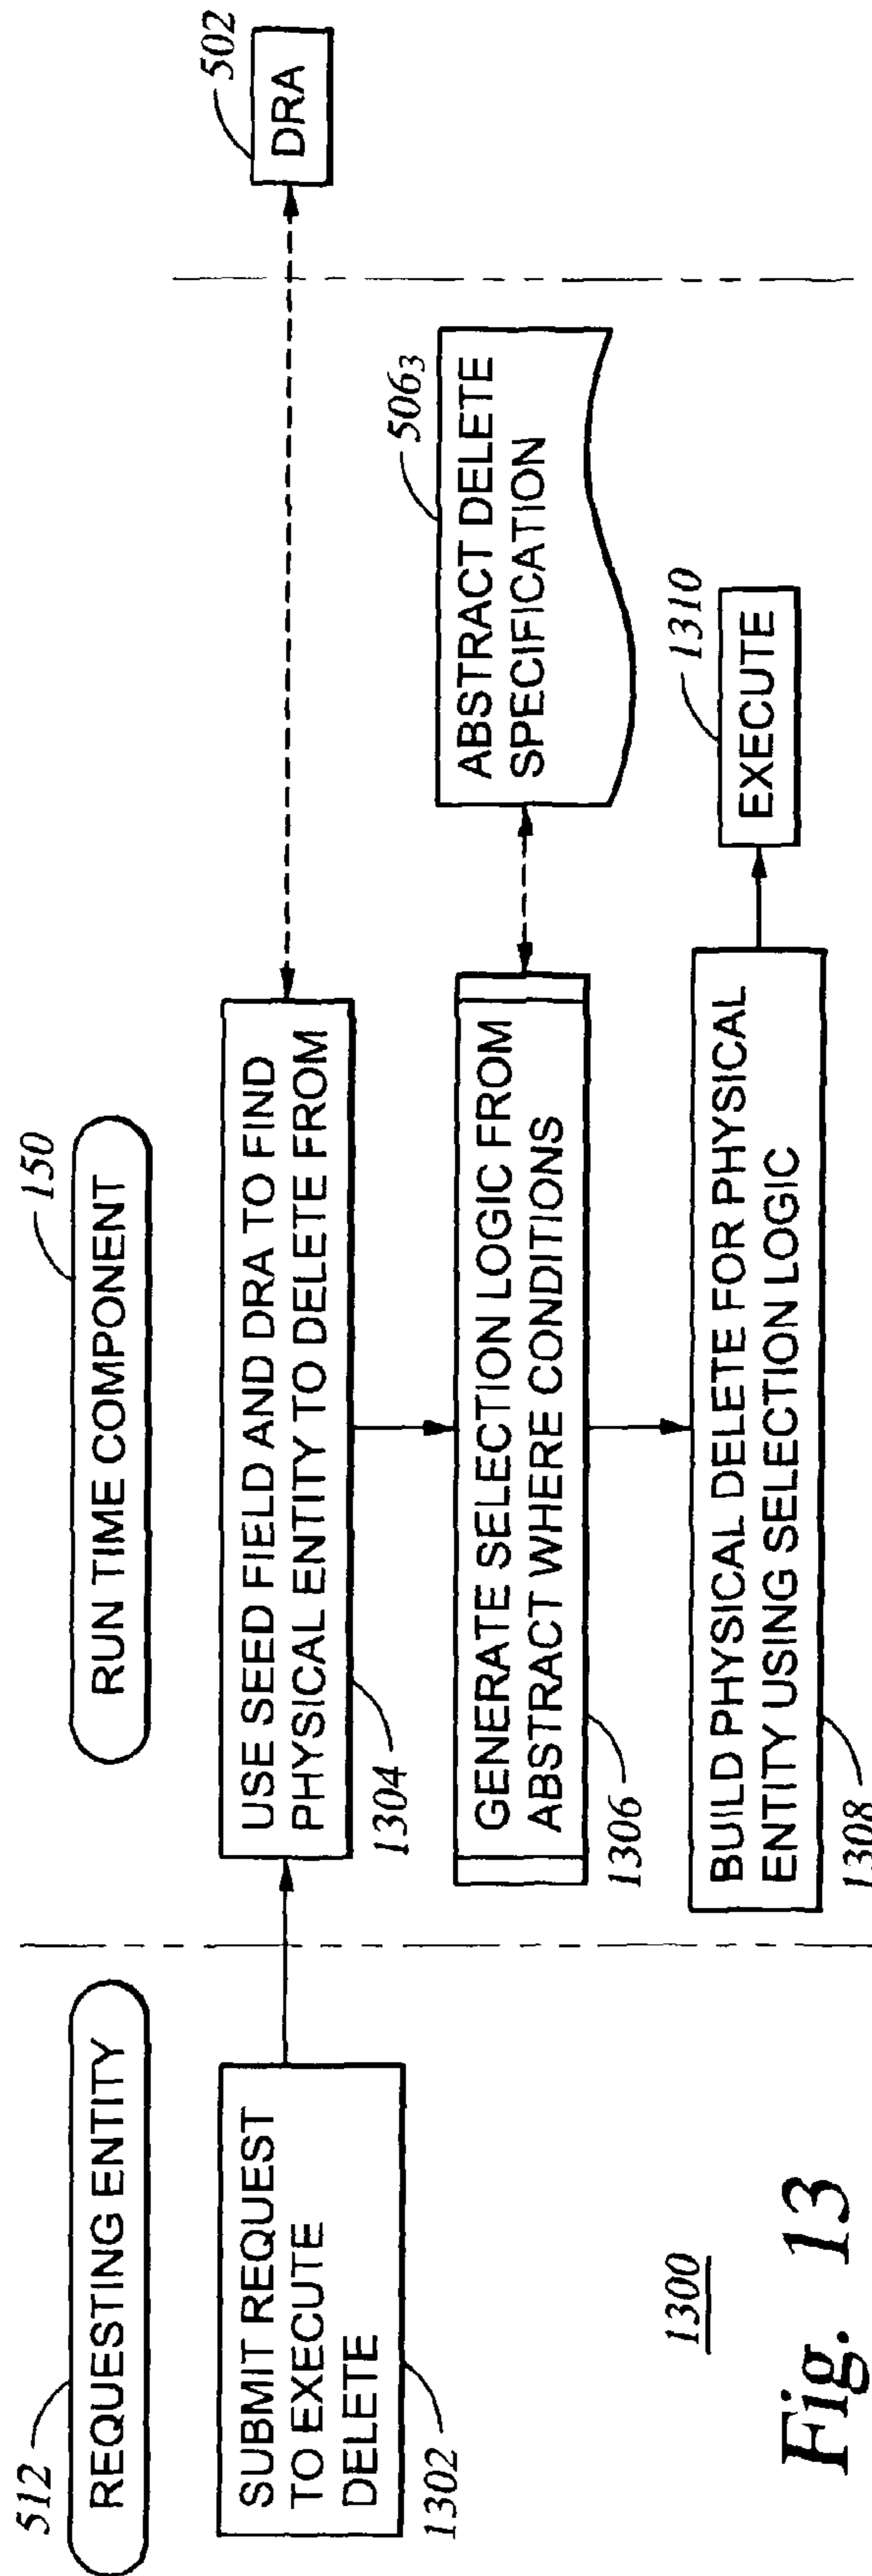 512
REQUESTING ENTITY
150
RUN TIME COMPONENT
502
DRA
SUBMIT REQUEST
TO EXECUTE
DELETE
1302
USE SEED FIELD AND DRA TO FIND
PHYSICAL ENTITY TO DELETE FROM
1304
GENERATE SELECTION LOGIC FROM
ABSTRACT WHERE CONDITIONS
1306
506₃
ABSTRACT DELETE
SPECIFICATION
BUILD PHYSICAL DELETE FOR PHYSICAL
ENTITY USING SELECTION LOGIC
1308
1310
EXECUTE
1300
Fig. 13